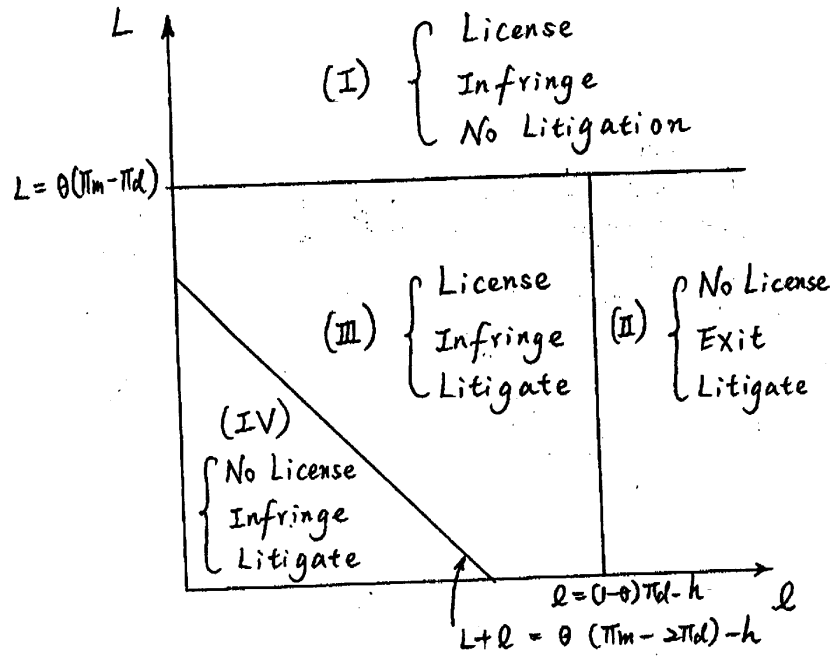 L
(I)
License
Infringe
No Litigation
L = θ(πm-πd)
(III)
License
Infringe
Litigate
(II)
No License
Exit
Litigate
(IV)
No License
Infringe
Litigate
l = (1-θ)πd - h
l
L + l = θ (πm - 2πd) - h